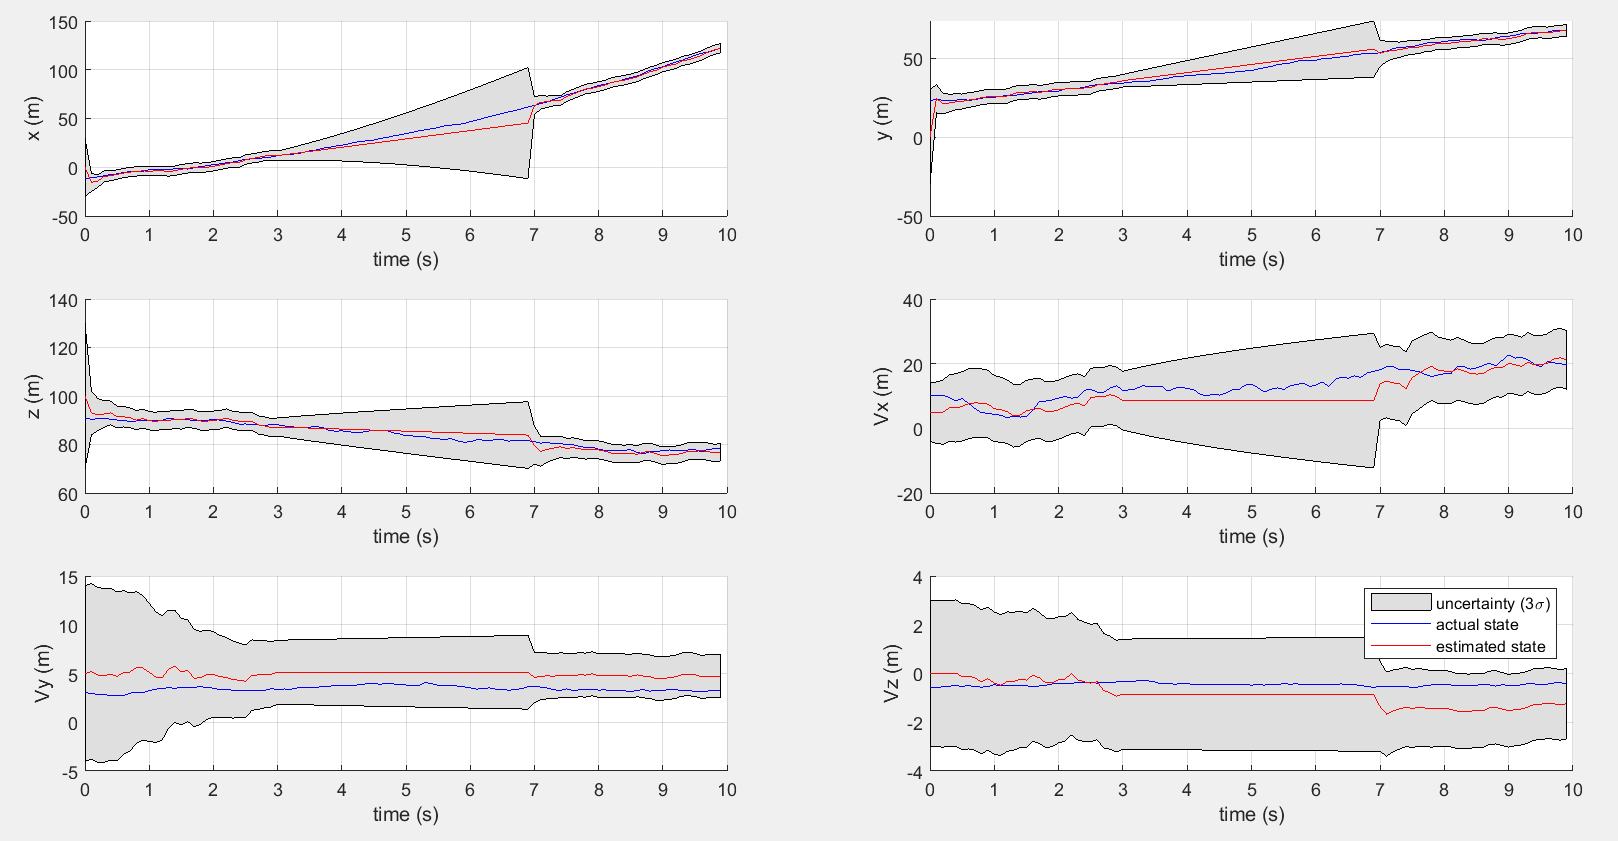 150
100
50
0
-50
x (m)
0 1 2 3 4 5 6 7 8 9 10
time (s)
50
0
-50
y (m)
0 1 2 3 4 5 6 7 8 9 10
time (s)
140
120
100
80
60
z (m)
0 1 2 3 4 5 6 7 8 9 10
time (s)
40
20
0
-20
Vx (m)
0 1 2 3 4 5 6 7 8 9 10
time (s)
15
10
5
0
-5
Vy (m)
0 1 2 3 4 5 6 7 8 9 10
time (s)
4
2
0
-2
-4
Vz (m)
0 1 2 3 4 5 6 7 8 9 10
time (s)
uncertainty (3σ)
actual state
estimated state